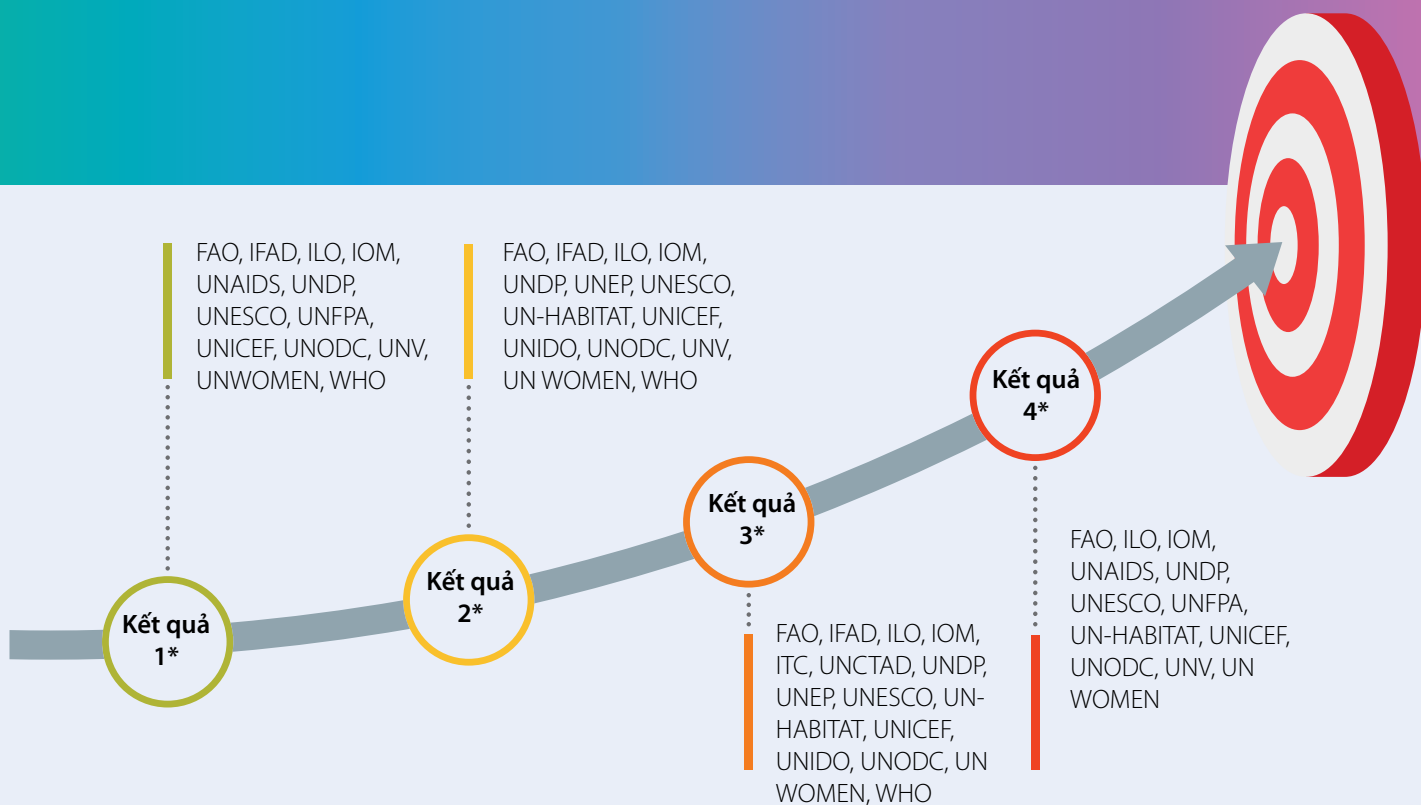 FAO, IFAD, ILO, IOM,
UNAIDS, UNDP,
UNESCO, UNFPA,
UNICEF, UNODC, UNV,
UNWOMEN, WHO
FAO, IFAD, ILO, IOM,
UNDP, UNEP, UNESCO,
UN-HABITAT, UNICEF,
UNIDO, UNODC, UNV,
UN WOMEN, WHO
Kết quả
1*
Kết quả
2*
Kết quả
3*
Kết quả
4*
FAO, IFAD, ILO, IOM,
ITC, UNCTAD, UNDP,
UNEP, UNESCO, UN-
HABITAT, UNICEF,
UNIDO, UNODC, UN
WOMEN, WHO
FAO, ILO, IOM,
UNAIDS, UNDP,
UNESCO, UNFPA,
UN-HABITAT, UNICEF,
UNODC, UNV, UN
WOMEN